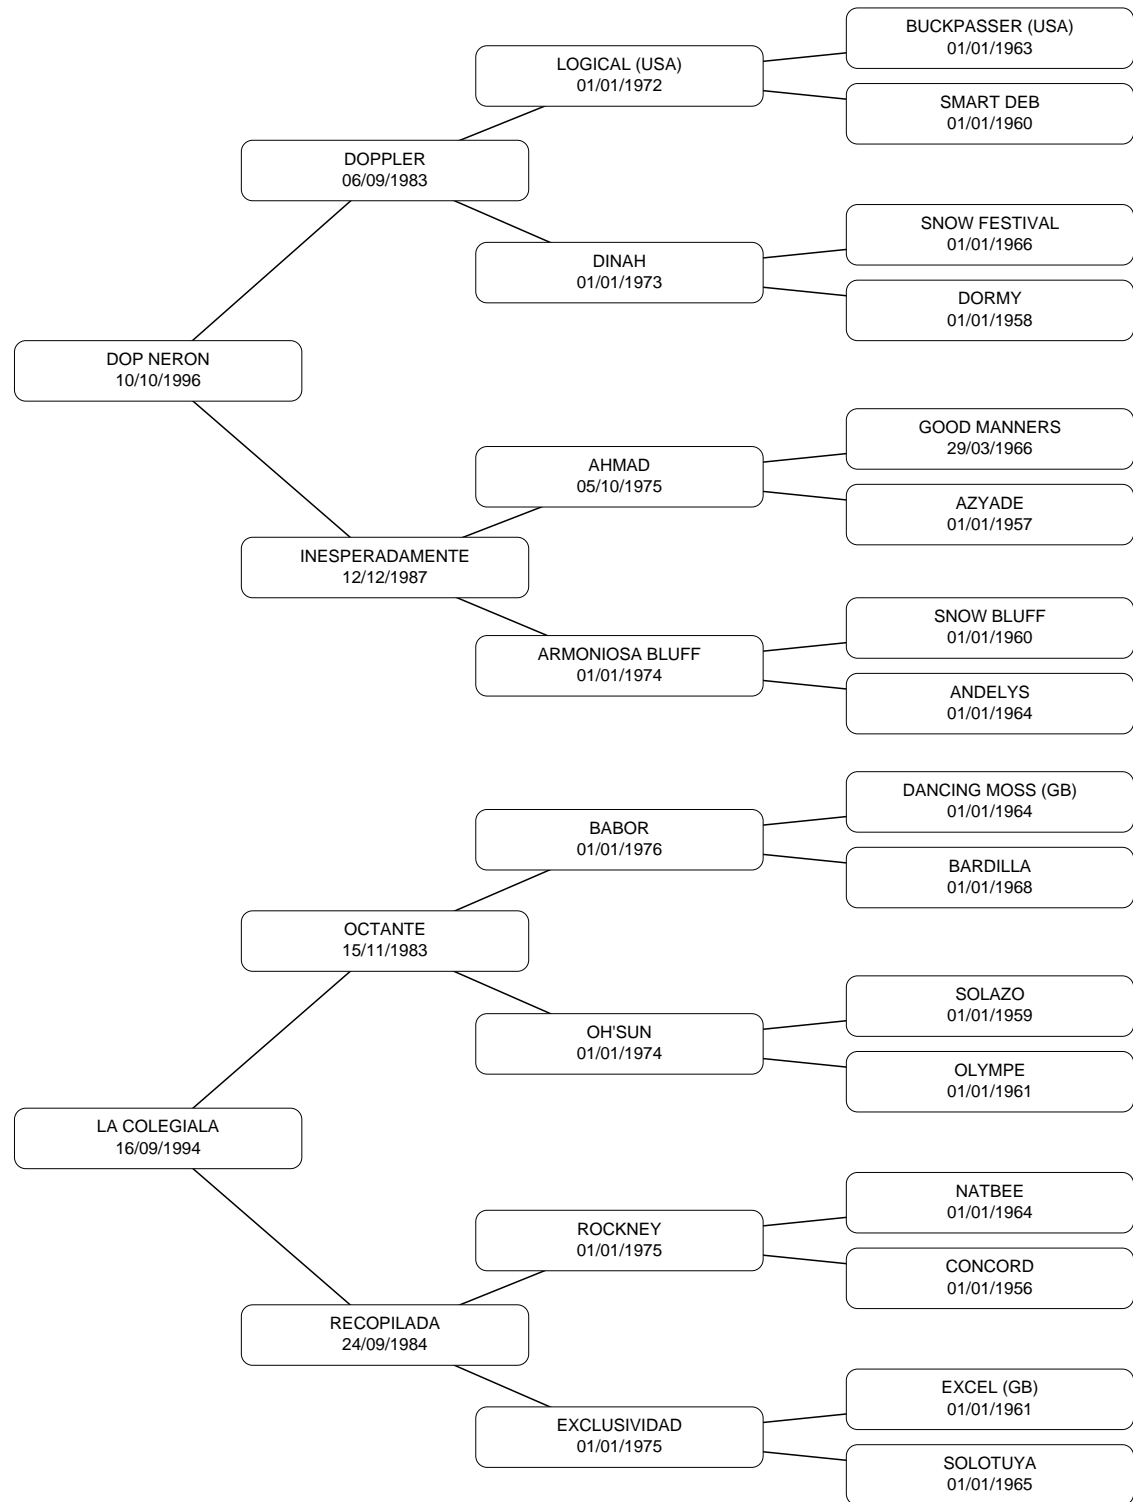 BUCKPASSER (USA)
01/01/1963
LOGICAL (USA)
01/01/1972
SMART DEB
01/01/1960
DOPPLER
06/09/1983
SNOW FESTIVAL
01/01/1966
DINAH
01/01/1973
DORMY
01/01/1958
DOP NERON
10/10/1996
GOOD MANNERS
29/03/1966
AHMAD
05/10/1975
AZYADE
01/01/1957
INESPERADAMENTE
12/12/1987
SNOW BLUFF
01/01/1960
ARMONIOSA BLUFF
01/01/1974
ANDELYS
01/01/1964
DANCING MOSS (GB)
01/01/1964
BABOR
01/01/1976
BARDILLA
01/01/1968
OCTANTE
15/11/1983
SOLAZO
01/01/1959
OH'SUN
01/01/1974
OLYMPE
01/01/1961
LA COLEGIALA
16/09/1994
NATBEE
01/01/1964
ROCKNEY
01/01/1975
CONCORD
01/01/1956
RECOPILADA
24/09/1984
EXCEL (GB)
01/01/1961
EXCLUSIVIDAD
01/01/1975
SOLOTUYA
01/01/1965